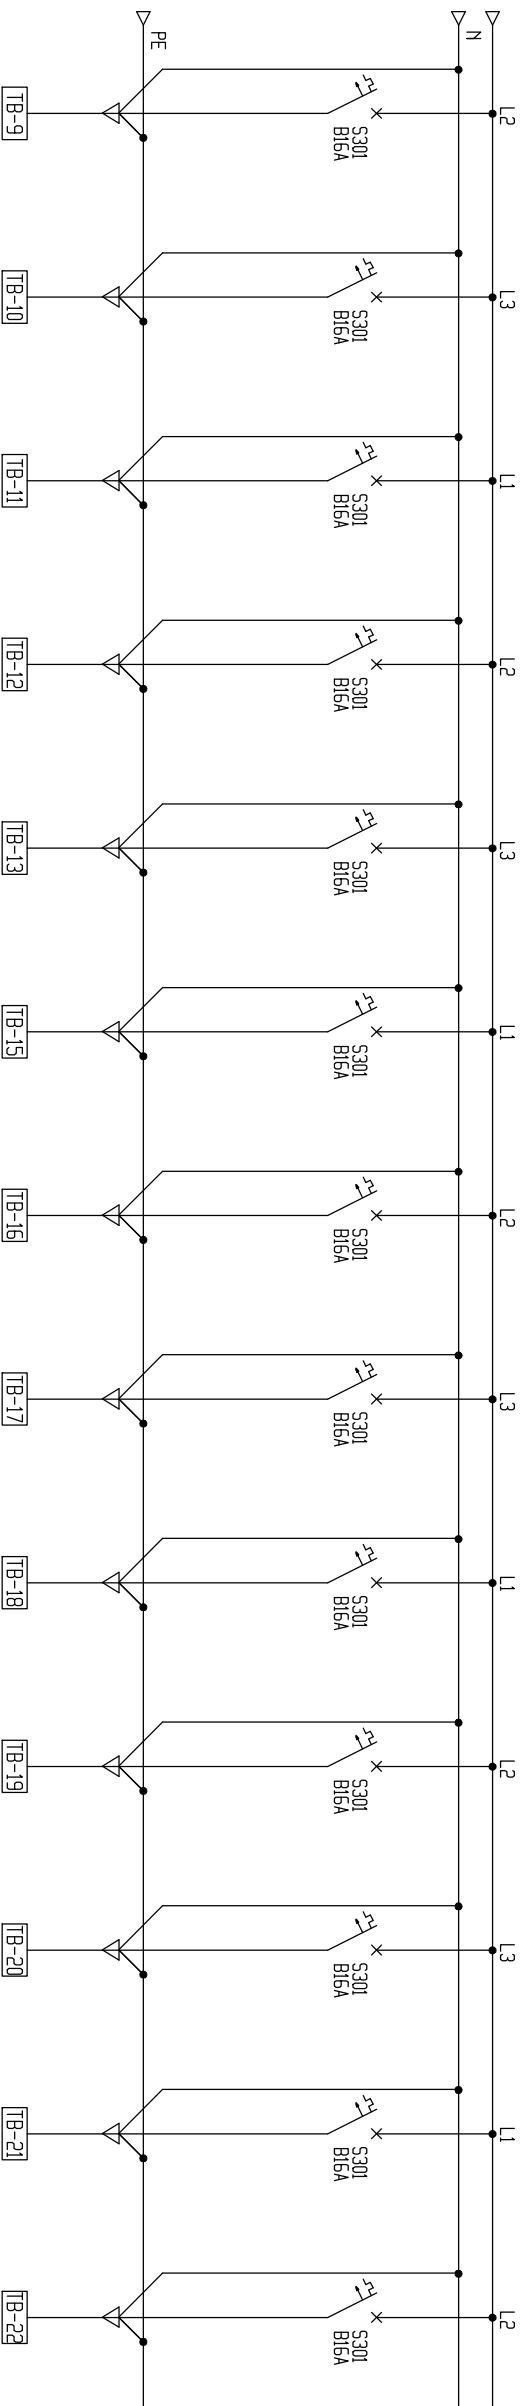 PE
N
L2
S301
B16A
TB-9
L3
S301
B16A
TB-10
L1
S301
B16A
TB-11
L2
S301
B16A
TB-12
L3
S301
B16A
TB-13
L1
S301
B16A
TB-15
L2
S301
B16A
TB-16
L3
S301
B16A
TB-17
L1
S301
B16A
TB-18
L2
S301
B16A
TB-19
L3
S301
B16A
TB-20
L1
S301
B16A
TB-21
L2
S301
B16A
TB-22